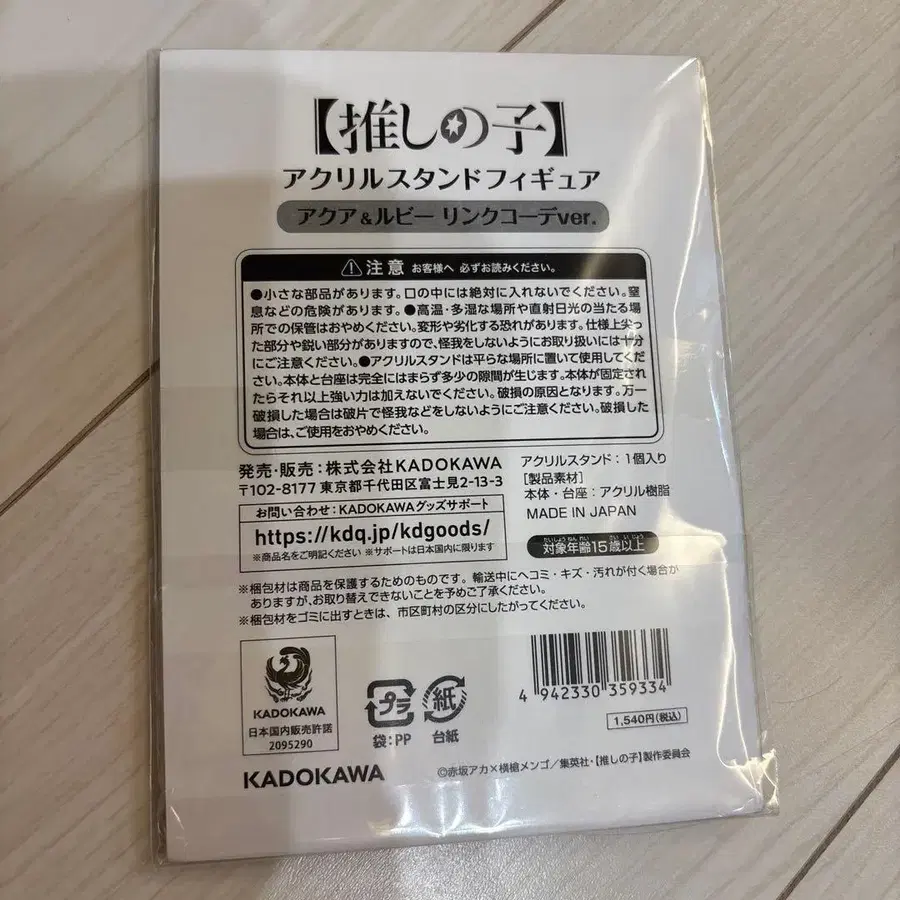 【推しの子】
アクリルスタンドフィギュア
アクア&ルビー リンクコーデver.
注意 お客様へ 必ずお読みください。
●小さな部品があります。口の中には絶対に入れないでください。窒
息などの危険があります。●高温・多湿な場所や直射日光の当たる場
所での保管はおやめください。変形や劣化する恐れがあります。仕様上尖っ
た部分や鋭い部分がありますので、怪我をしないようにお取り扱いには十分
にご注意ください。●アクリルスタンドは平らな場所に置いて使用してくだ
さい。本体と台座は完全にはまらず多少の隙間が生じます。本体が固定され
たらそれ以上強い力は加えないでください。破損の原因となります。万一
破損した場合は破片で怪我などをしないようにご注意ください。破損した
場合は、ご使用をおやめください。
発売・販売：株式会社KADOKAWA
〒102-8177 東京都千代田区富士見2-13-3
お問い合わせ：KADOKAWAグッズサポート
https://kdq.jp/kdgoods/
※商品名をご明記ください ※サポートは日本国内に限ります
アクリルスタンド：1個入り
[製品素材]
本体・台座：アクリル樹脂
MADE IN JAPAN
たいしょうねんれい さい いじょう
対象年齢15歳以上
※梱包材は商品を保護するためのものです。輸送中にヘコミ・キズ・汚れが付く場合が
ありますが、お取り替えできないことを予めご了承ください。
※梱包材をゴミに出すときは、市区町村の区分にしたがってください。
KADOKAWA
日本国内販売許諾
2095290
プラ
袋：PP
紙
台紙
4 942330 359334
1,540円(税込)
KADOKAWA
©赤坂アカ×横槍メンゴ／集英社・【推しの子】製作委員会